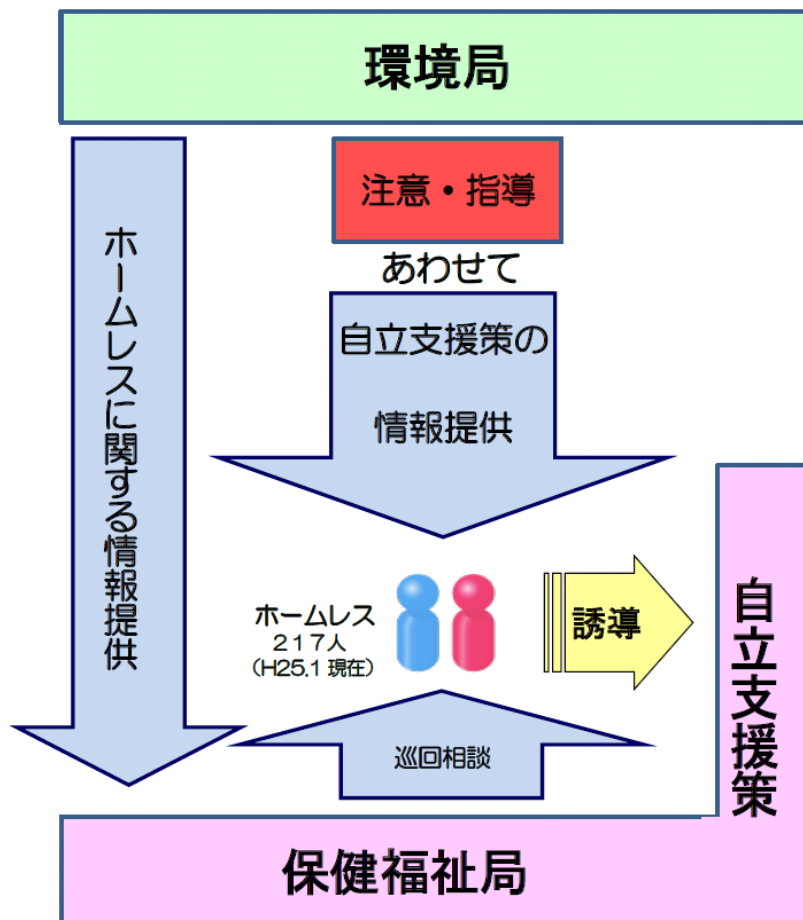 環境局
注意・指導
あわせて
自立支援策の
情報提供
ホームレスに関する情報提供
ホームレス
217人
（H25.1 現在）
誘導
自立支援策
巡回相談
保健福祉局